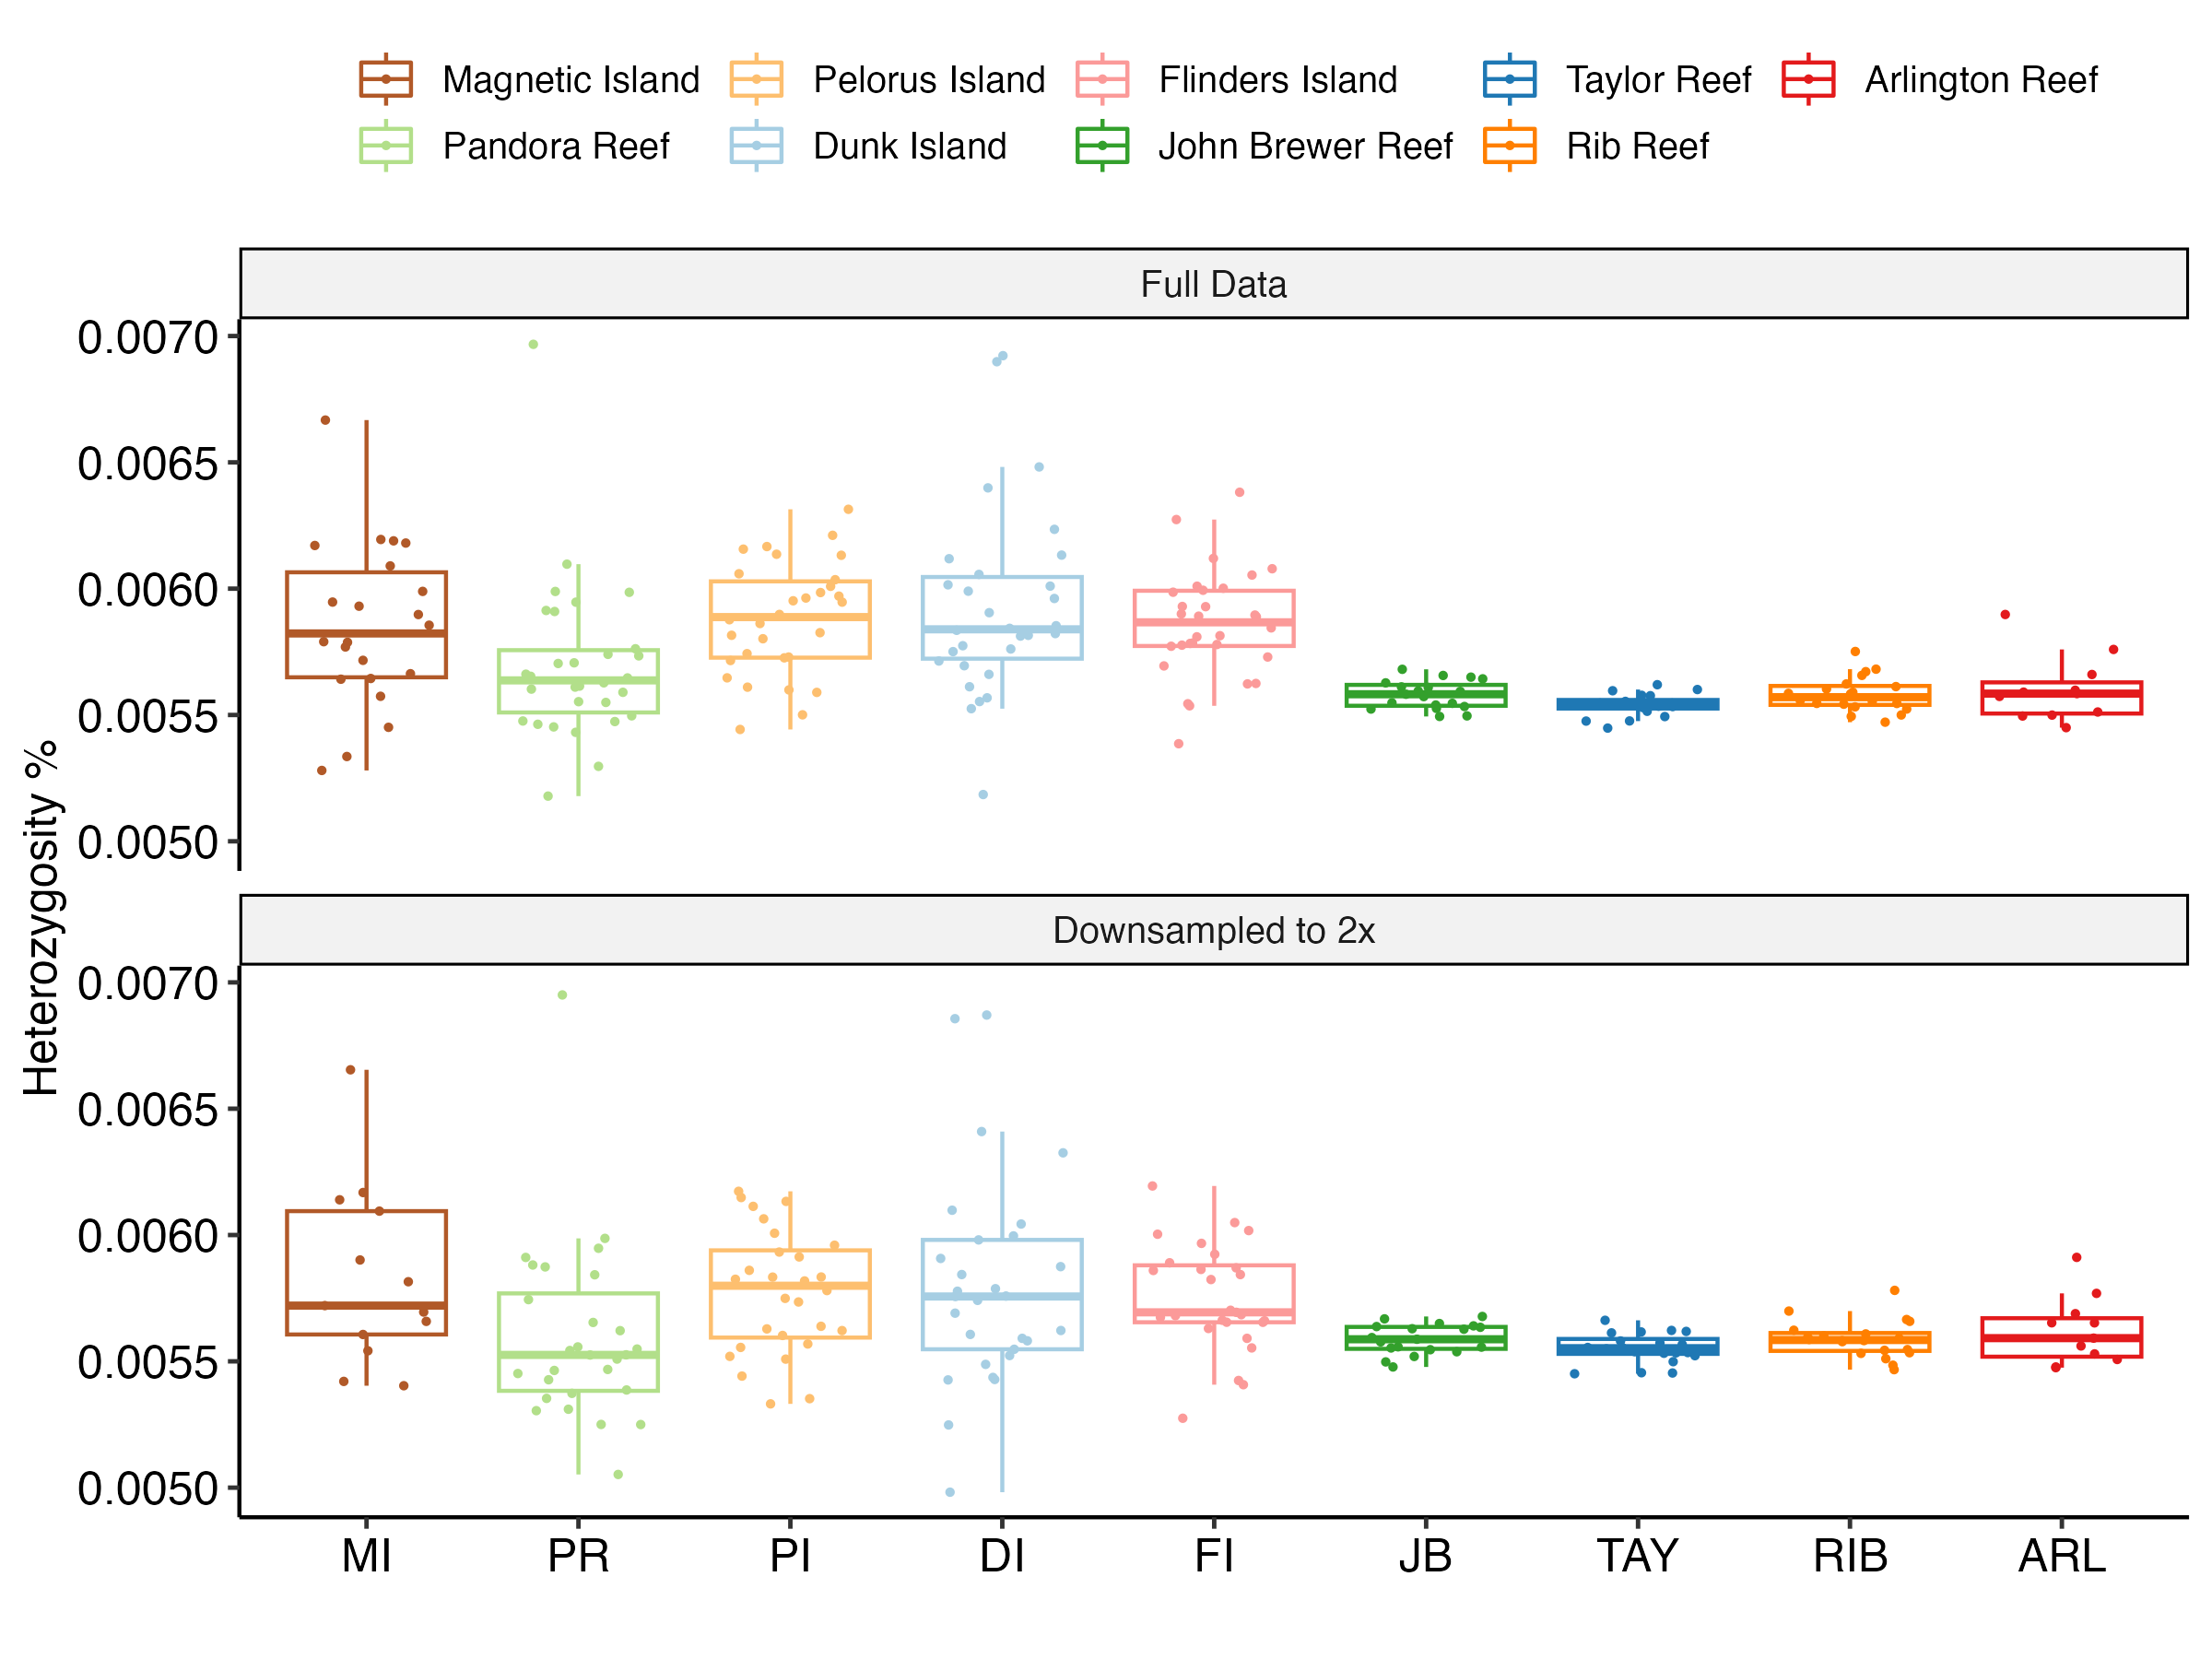 Magnetic Island Pelorus Island Flinders Island Taylor Reef Arlington Reef
Pandora Reef Dunk Island John Brewer Reef Rib Reef
Full Data
0.0070
0.0065
0.0060
0.0055
0.0050
Heterozygosity %
Downsampled to 2x
0.0070
0.0065
0.0060
0.0055
0.0050
MI PR PI DI FI JB TAY RIB ARL